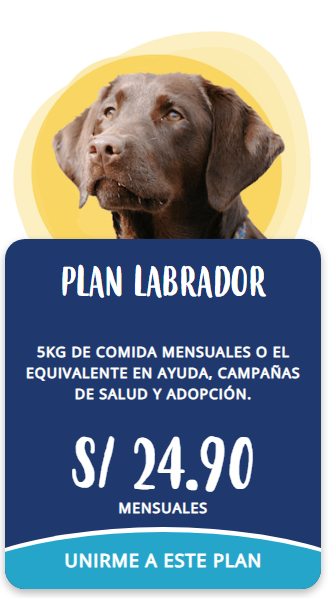 PLAN LABRADOR
5KG DE COMIDA MENSUALES O EL
EQUIVALENTE EN AYUDA, CAMPAÑAS
DE SALUD Y ADOPCIÓN.
S/ 24.90
MENSUALES
UNIRME A ESTE PLAN